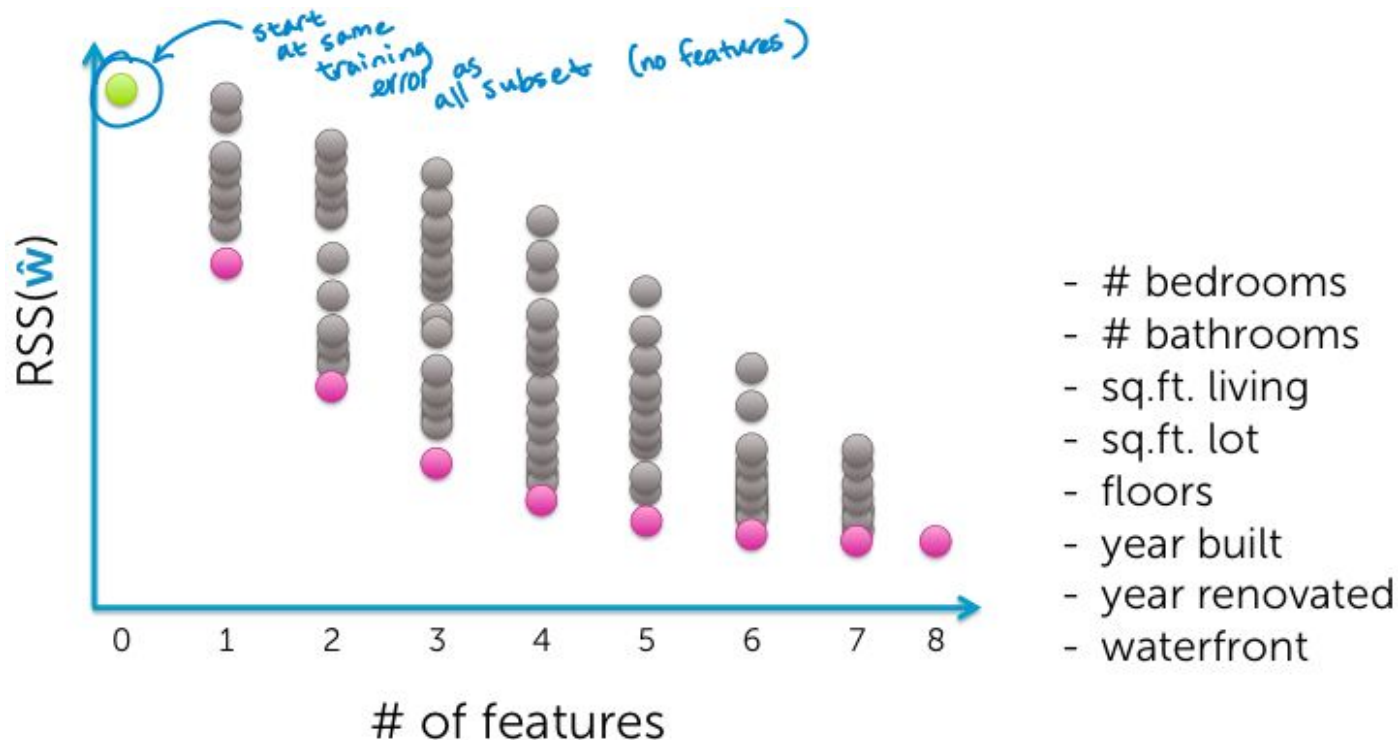 start
at same
training
error as
all subset (no features)
RSS(ŵ)
0 1 2 3 4 5 6 7 8
# of features
- # bedrooms
- # bathrooms
- sq.ft. living
- sq.ft. lot
- floors
- year built
- year renovated
- waterfront